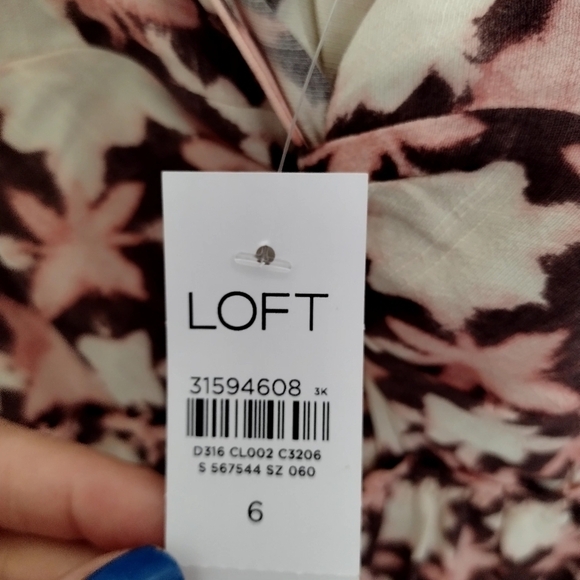 LOFT
31594608 3K
D316 CL002 C3206
S 567544 SZ 060
6